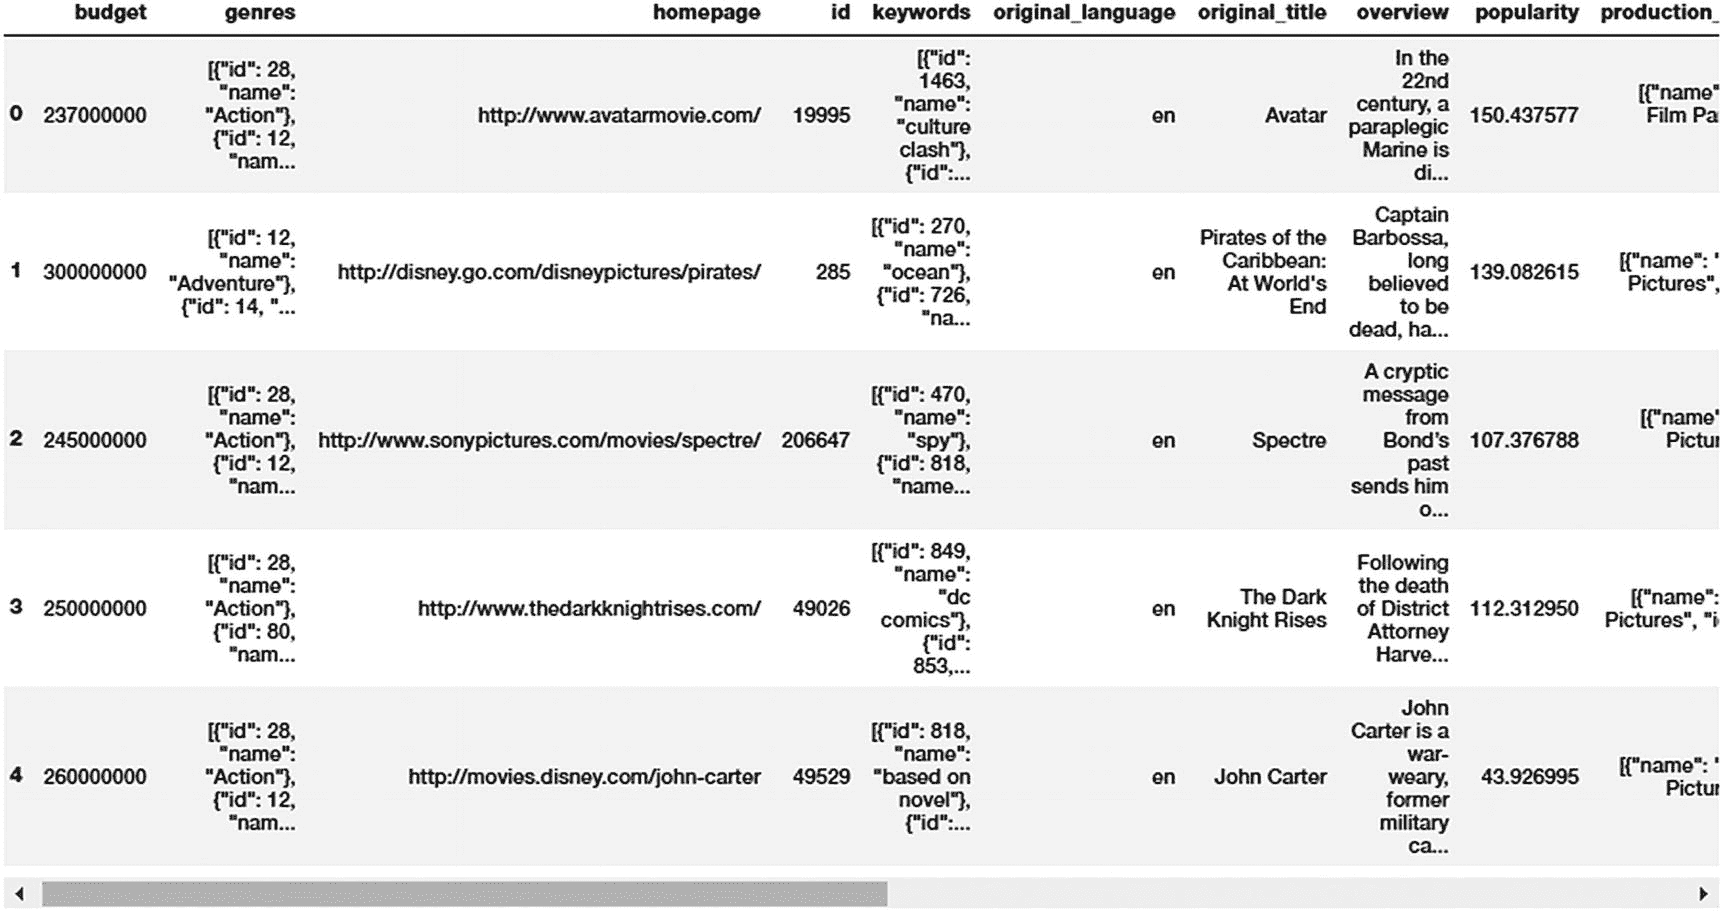 budget genres homepage id keywords original_language original_title overview popularity production_
0 237000000 [{"id": 28, "name": "Action"}, {"id": 12, "nam... http://www.avatarmovie.com/ 19995 [{"id": 1463, "name": "culture clash"}, {"id":... en Avatar In the 22nd century, a paraplegic Marine is di... 150.437577 [{"name" Film Pa
1 300000000 [{"id": 12, "name": "Adventure"}, {"id": 14, "... http://disney.go.com/disneypictures/pirates/ 285 [{"id": 270, "name": "ocean"}, {"id": 726, "na... en Pirates of the Caribbean: At World's End Captain Barbossa, long believed to be dead, ha... 139.082615 [{"name": " Pictures",
2 245000000 [{"id": 28, "name": "Action"}, {"id": 12, "nam... http://www.sonypictures.com/movies/spectre/ 206647 [{"id": 470, "name": "spy"}, {"id": 818, "name... en Spectre A cryptic message from Bond's past sends him o... 107.376788 [{"name" Pictur
3 250000000 [{"id": 28, "name": "Action"}, {"id": 80, "nam... http://www.thedarkknightrises.com/ 49026 [{"id": 849, "name": "dc comics"}, {"id": 853,... en The Dark Knight Rises Following the death of District Attorney Harve... 112.312950 [{"name": Pictures", "i
4 260000000 [{"id": 28, "name": "Action"}, {"id": 12, "nam... http://movies.disney.com/john-carter 49529 [{"id": 818, "name": "based on novel"}, {"id":... en John Carter John Carter is a war-weary, former military ca... 43.926995 [{"name": " Pictur